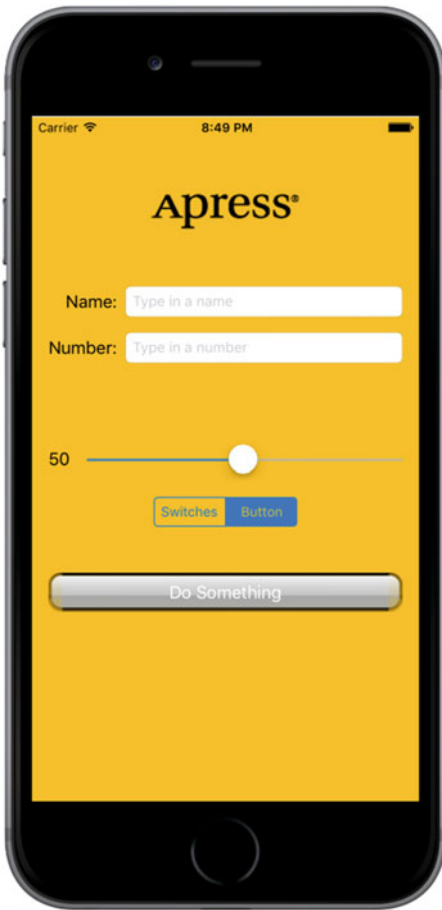 Carrier 8:49 PM
Apress®
Name: Type in a name
Number: Type in a number
50
Switches Button
Do Something